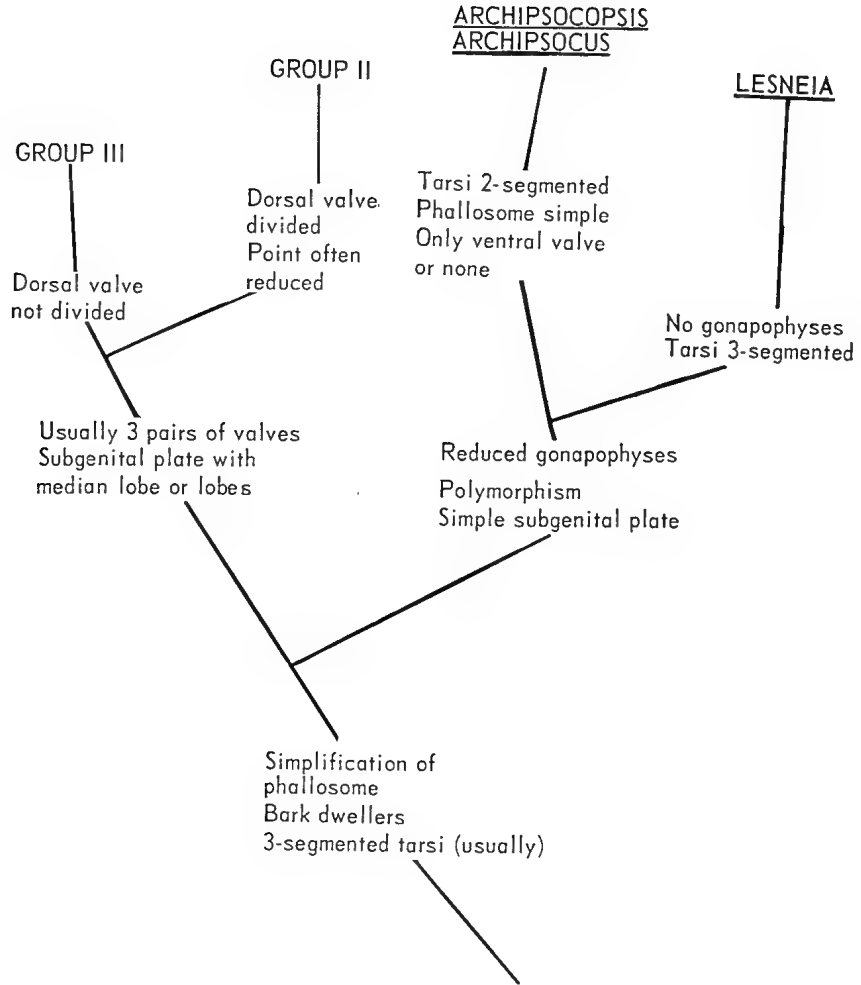 ARCHIPSOCOPSIS
ARCHIPSOCUS
GROUP II
LESNEIA
GROUP III
Tarsi 2-segmented
Phallosome simple
Only ventral valve
or none
Dorsal valve
divided
Point often
reduced
Dorsal valve
not divided
No gonapophyses
Tarsi 3-segmented
Usually 3 pairs of valves
Subgenital plate with
median lobe or lobes
Reduced gonapophyses
Polymorphism
Simple subgenital plate
Simplification of
phallosome
Bark dwellers
3-segmented tarsi (usually)